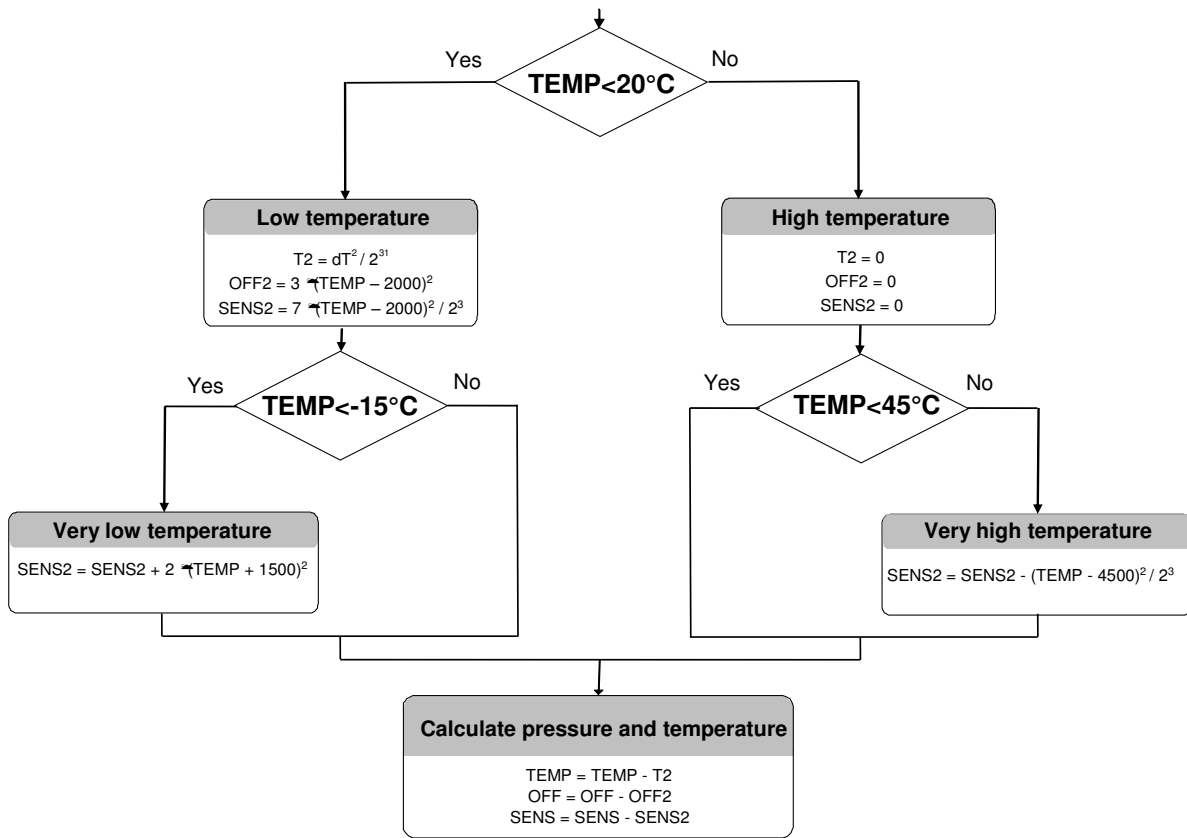 Yes
No
TEMP<20°C
Low temperature
T2 = dT² / 2³¹
OFF2 = 3 (TEMP – 2000)²
SENS2 = 7 (TEMP – 2000)² / 2³
High temperature
T2 = 0
OFF2 = 0
SENS2 = 0
Yes
No
TEMP<-15°C
Yes
No
TEMP<45°C
Very low temperature
SENS2 = SENS2 + 2 (TEMP + 1500)²
Very high temperature
SENS2 = SENS2 - (TEMP - 4500)² / 2³
Calculate pressure and temperature
TEMP = TEMP - T2
OFF = OFF - OFF2
SENS = SENS - SENS2